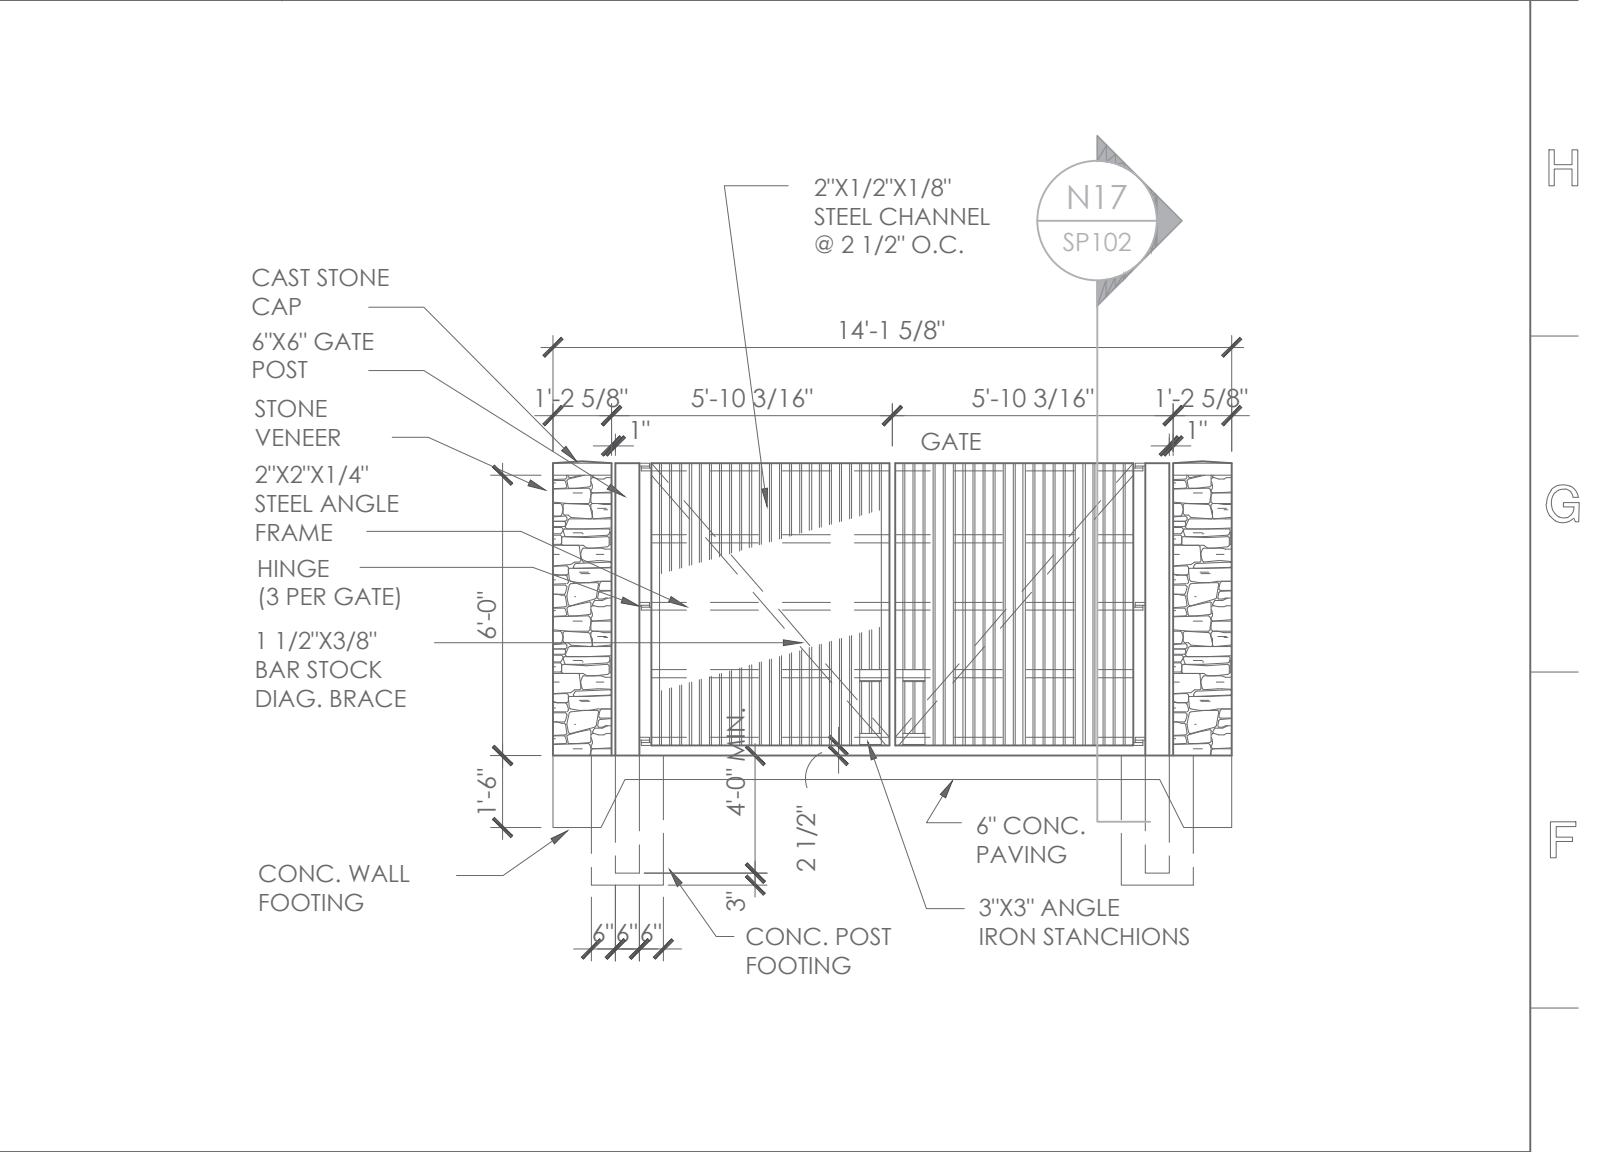 H
2"X1/2"X1/8"
STEEL CHANNEL
@ 2 1/2" O.C.
N17
SP102
CAST STONE
CAP
14'-1 5/8"
6"X6" GATE
POST
1'-2 5/8"
5'-10 3/16"
5'-10 3/16"
1'-2 5/8"
STONE
VENEER
1"
GATE
1"
2"X2"X1/4"
STEEL ANGLE
FRAME
G
HINGE
(3 PER GATE)
6'-0"
1 1/2"X3/8"
BAR STOCK
DIAG. BRACE
4'-0" MIN.
1'-6"
2 1/2"
6" CONC.
PAVING
F
CONC. WALL
FOOTING
3"
3"X3" ANGLE
IRON STANCHIONS
6"
6"
6"
CONC. POST
FOOTING